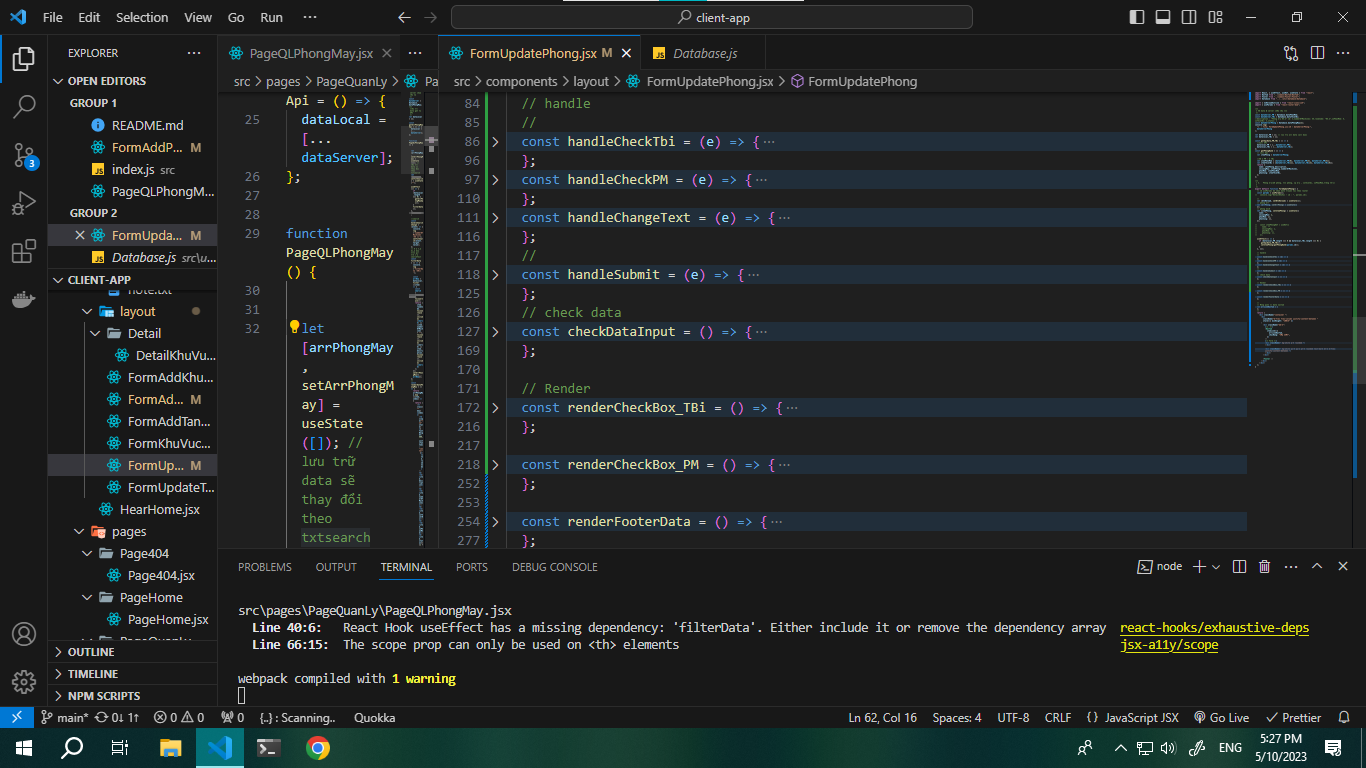 File Edit Selection View Go Run ··· client-app
EXPLORER ···
OPEN EDITORS
GROUP 1
README.md
FormAddP... M
index.js src
PageQLPhongM...
GROUP 2
FormUpda... M
Database.js src\u...
CLIENT-APP
note.txt
layout
Detail
DetailKhuVu...
FormAddKhu...
FormAd... M
FormAddTan...
FormKhuVuc...
FormUp... M
FormUpdateT...
HearHome.jsx
pages
Page404
Page404.jsx
PageHome
PageHome.jsx
PageQuanLy
OUTLINE
TIMELINE
NPM SCRIPTS
PageQLPhongMay.jsx ···
src > pages > PageQuanLy > Pa
Api = () => {
25 dataLocal =
[...
dataServer];
26 };
27
28
29 function
PageQLPhongMay
() {
30
31
32 let
[arrPhongMay
,
setArrPhongM
ay] =
useState
([]); //
lưu trữ
data sẽ
thay đổi
theo
txtsearch
FormUpdatePhong.jsx M Database.js ···
src > components > layout > FormUpdatePhong.jsx > FormUpdatePhong
84 // handle
85 //
86 const handleCheckTbi = (e) => {···
96 };
97 const handleCheckPM = (e) => {···
110 };
111 const handleChangeText = (e) => {···
116 };
117 //
118 const handleSubmit = (e) => {···
125 };
126 // check data
127 const checkDataInput = () => {···
169 };
170
171 // Render
172 const renderCheckBox_TBi = () => {···
216 };
217
218 const renderCheckBox_PM = () => {···
252 };
253
254 const renderFooterData = () => {···
277 };
PROBLEMS OUTPUT TERMINAL PORTS DEBUG CONSOLE node ···
src\pages\PageQuanLy\PageQLPhongMay.jsx
Line 40:6: React Hook useEffect has a missing dependency: 'filterData'. Either include it or remove the dependency array react-hooks/exhaustive-deps
Line 66:15: The scope prop can only be used on <th> elements jsx-a11y/scope
webpack compiled with 1 warning
3
main* 0↓ 1↑ 0 0 0 {..} : Scanning.. Quokka Ln 62, Col 16 Spaces: 4 UTF-8 CRLF {} JavaScript JSX Go Live Prettier
ENG
5:27 PM
5/10/2023